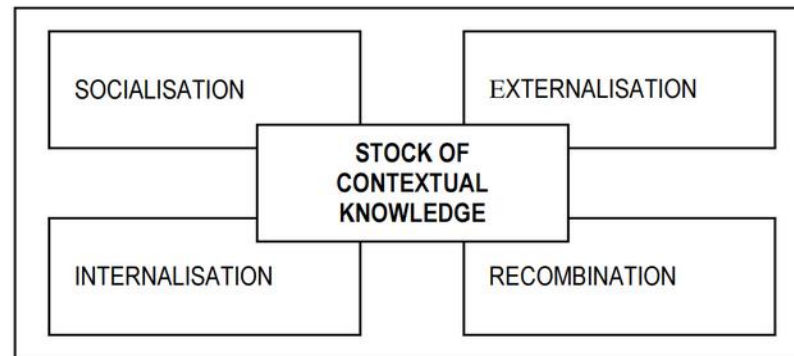 SOCIALISATION
EXTERNALISATION
STOCK OF
CONTEXTUAL
KNOWLEDGE
INTERNALISATION
RECOMBINATION